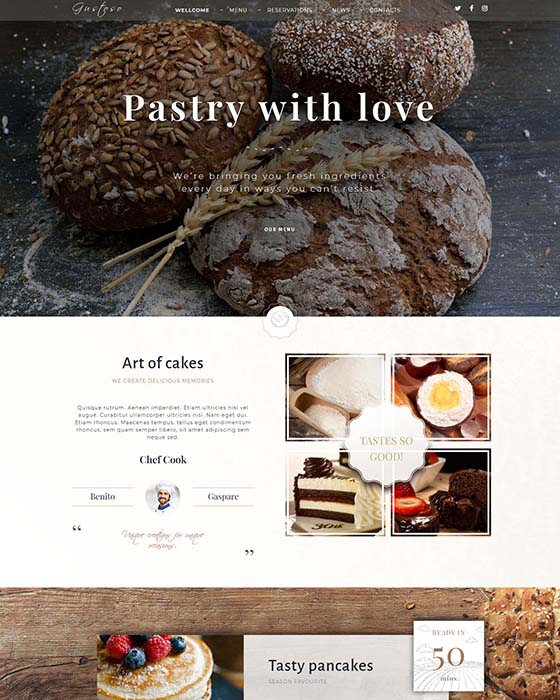 Gustoso
WELLCOME – MENU – RESERVATIONS – NEWS – CONTACTS
Pastry with love
We're bringing you fresh ingredients
every day in ways you can't resist
OUR MENU
Art of cakes
WE CREATE DELICIOUS MEMORIES
Quisque rutrum. Aenean imperdiet. Etiam ultricies nisi vel
augue. Curabitur ullamcorper ultricies nisi. Nam eget dui.
Etiam rhoncus. Maecenas tempus, tellus eget condimentum
rhoncus, sem quam semper libero, sit amet adipiscing sem
neque sed.
Chef Cook
Benito
Gaspare
“
Unique creations for unique
occasions.
”
TASTES SO
GOOD!
30th
READY IN
50
mins
Tasty pancakes
SEASON FAVOURITE